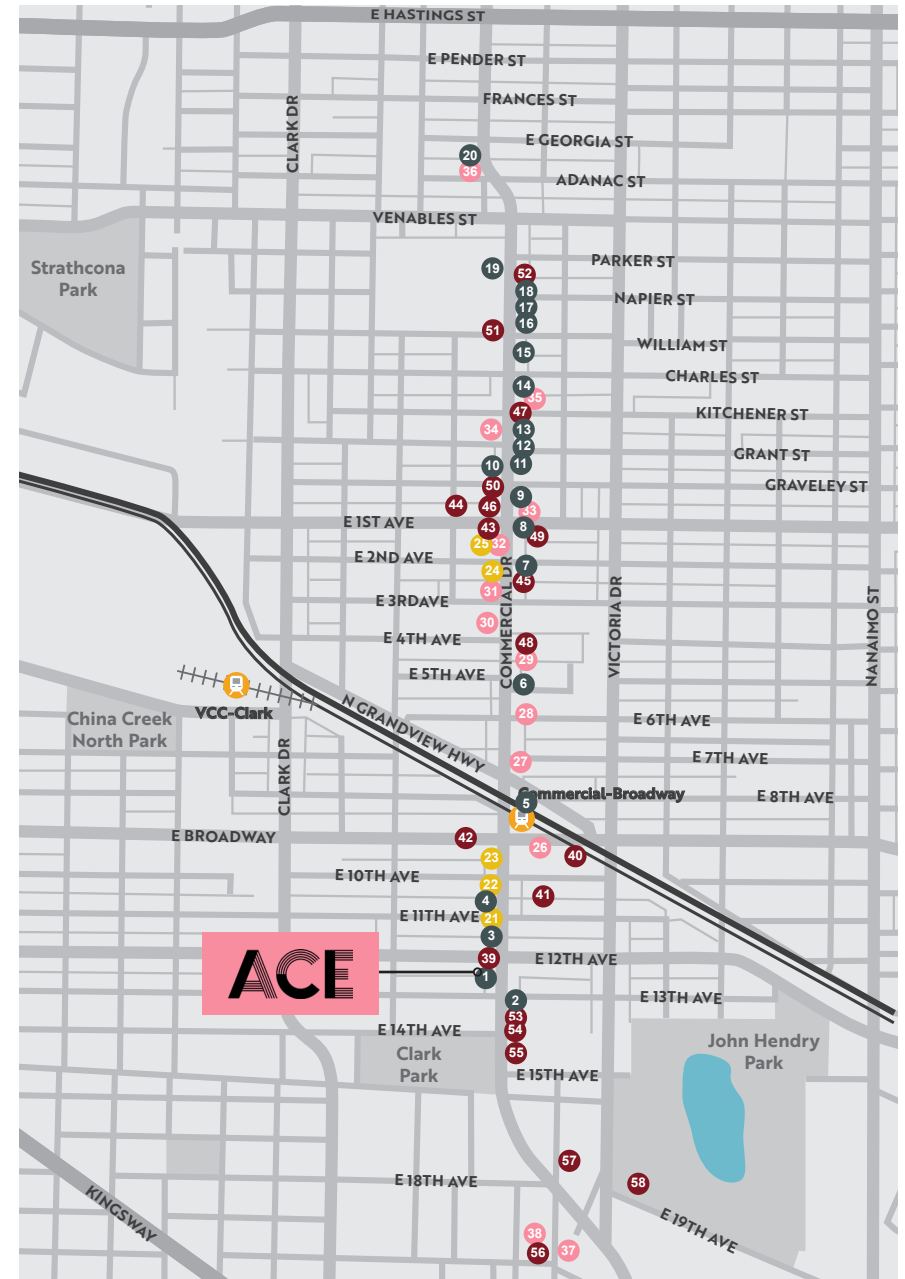 E HASTINGS ST
E PENDER ST
FRANCES ST
CLARK DR
E GEORGIA ST
20
36
ADANAC ST
VENABLES ST
Strathcona
Park
PARKER ST
19
52
18
NAPIER ST
17
16
51
WILLIAM ST
15
CHARLES ST
14
35
47
KITCHENER ST
34
13
12
GRANT ST
10
11
50
GRAVELEY ST
9
44
46
33
E 1ST AVE
43
8
49
25
32
E 2ND AVE
24
7
45
31
E 3RDAVE
30
E 4TH AVE
48
COMMERCIAL DR
VICTORIA DR
NANAIMO ST
29
E 5TH AVE
6
VCC-Clark
China Creek
North Park
N GRANDVIEW HWY
28
E 6TH AVE
27
E 7TH AVE
CLARK DR
Commercial-Broadway
5
E 8TH AVE
E BROADWAY
42
26
40
23
E 10TH AVE
22
4
41
E 11TH AVE
21
3
39
E 12TH AVE
ACE
1
2
E 13TH AVE
53
E 14TH AVE
54
Clark
Park
55
John Hendry
Park
E 15TH AVE
57
E 18TH AVE
58
KINGSWAY
E 19TH AVE
38
56
37